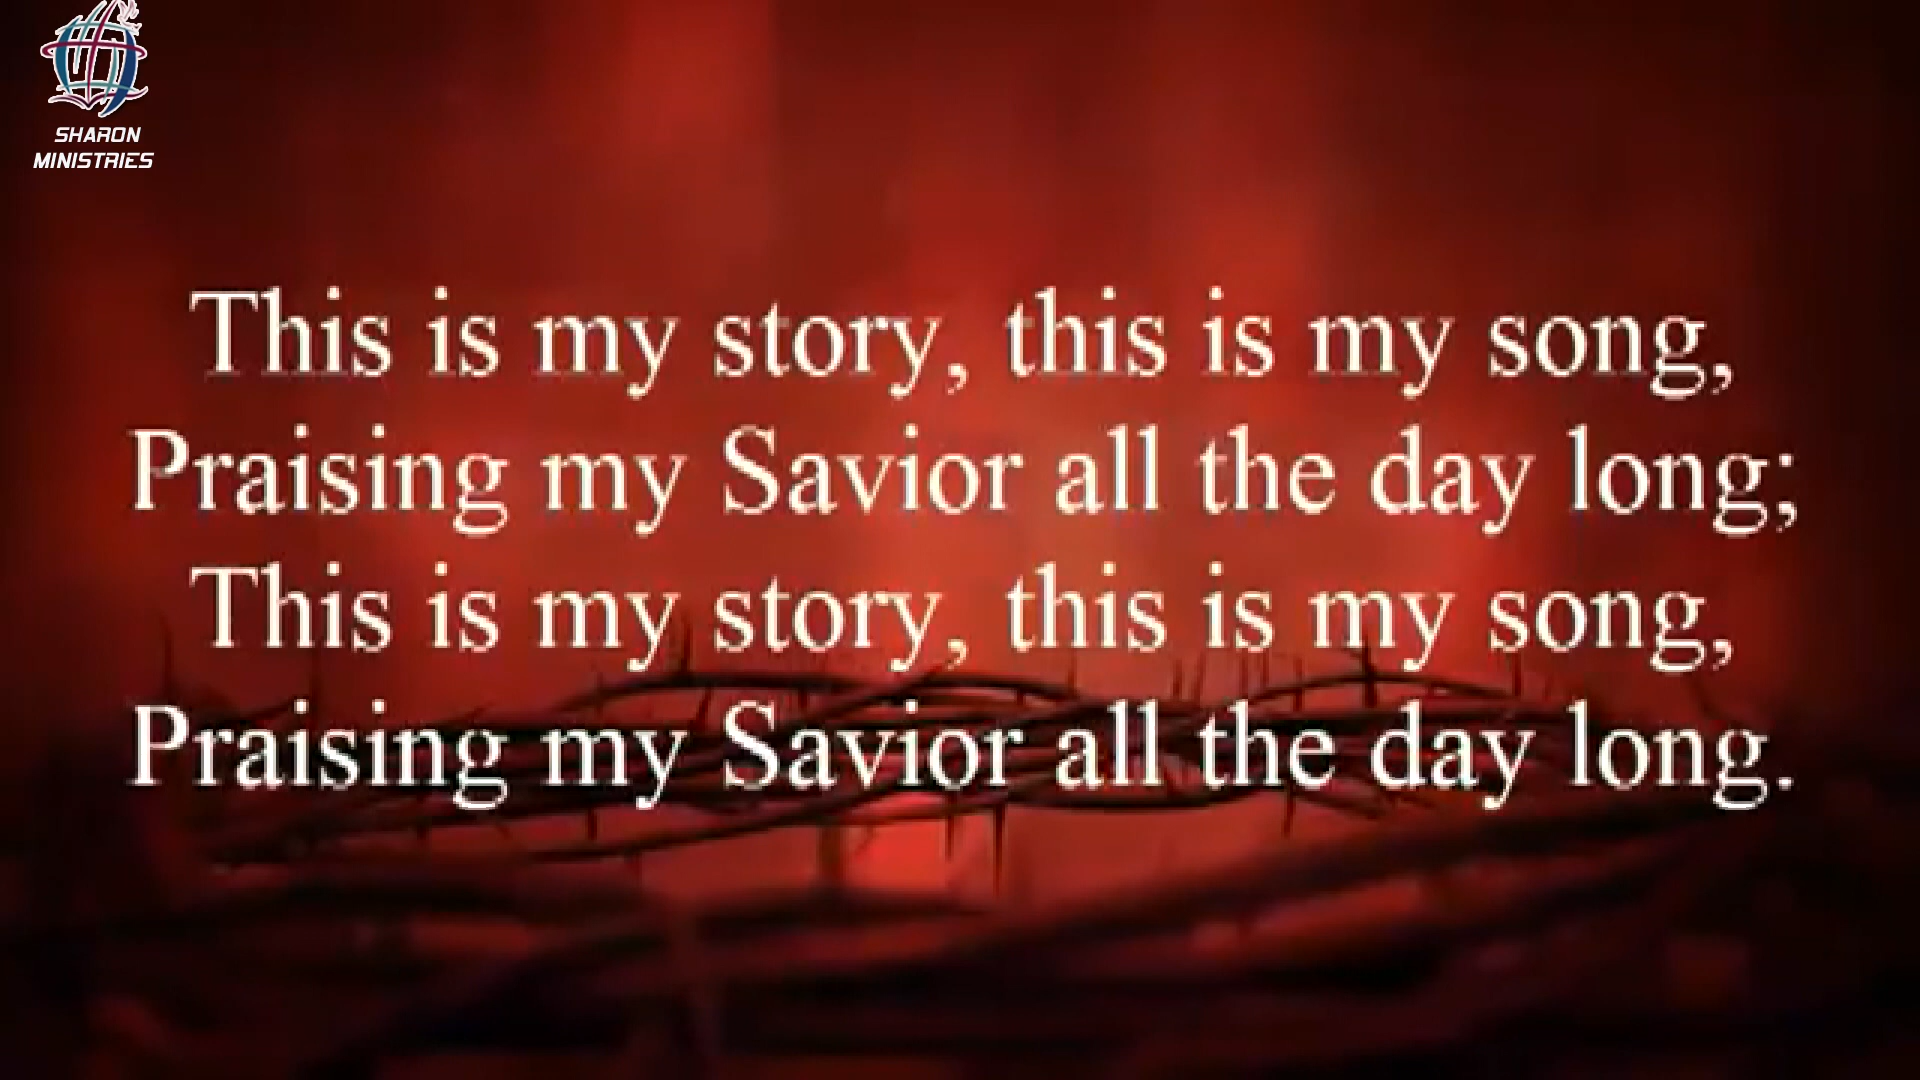 SHARON
MINISTRIES
This is my story, this is my song,
Praising my Savior all the day long;
This is my story, this is my song,
Praising my Savior all the day long.